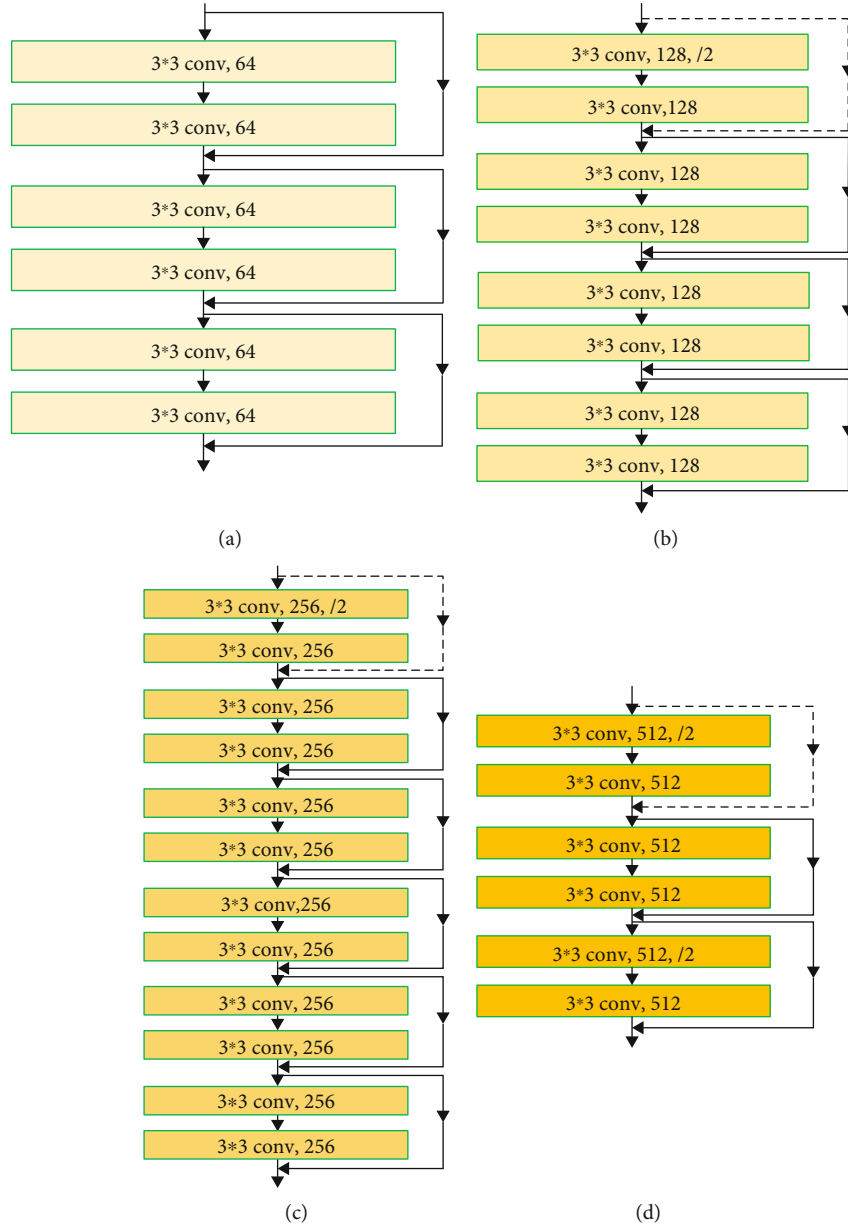 3*3 conv, 64
3*3 conv, 64
3*3 conv, 64
3*3 conv, 64
3*3 conv, 64
3*3 conv, 64
(a)
3*3 conv, 128, /2
3*3 conv,128
3*3 conv, 128
3*3 conv, 128
3*3 conv, 128
3*3 conv, 128
3*3 conv, 128
3*3 conv, 128
(b)
3*3 conv, 256, /2
3*3 conv, 256
3*3 conv, 256
3*3 conv, 256
3*3 conv, 256
3*3 conv, 256
3*3 conv,256
3*3 conv, 256
3*3 conv, 256
3*3 conv, 256
3*3 conv, 256
3*3 conv, 256
(c)
3*3 conv, 512, /2
3*3 conv, 512
3*3 conv, 512
3*3 conv, 512
3*3 conv, 512, /2
3*3 conv, 512
(d)